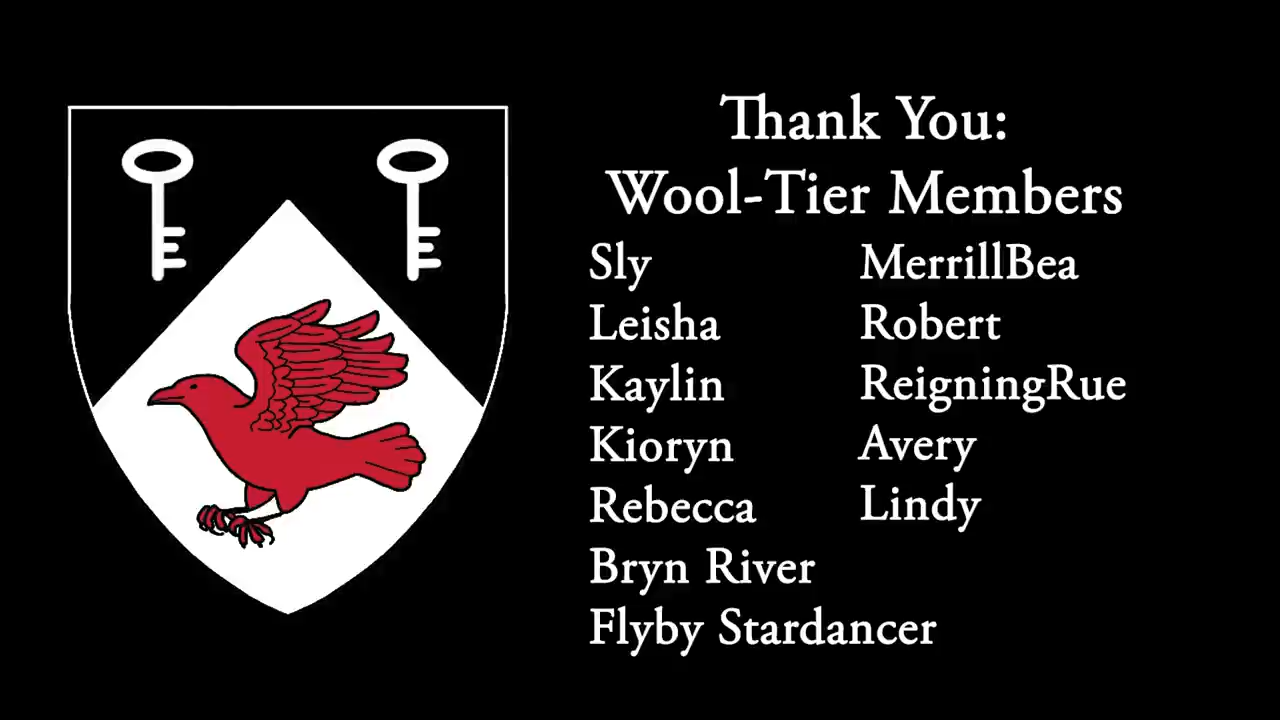 Thank You:
Wool-Tier Members
Sly
Leisha
Kaylin
Kioryn
Rebecca
Bryn River
Flyby Stardancer
MerrillBea
Robert
ReigningRue
Avery
Lindy